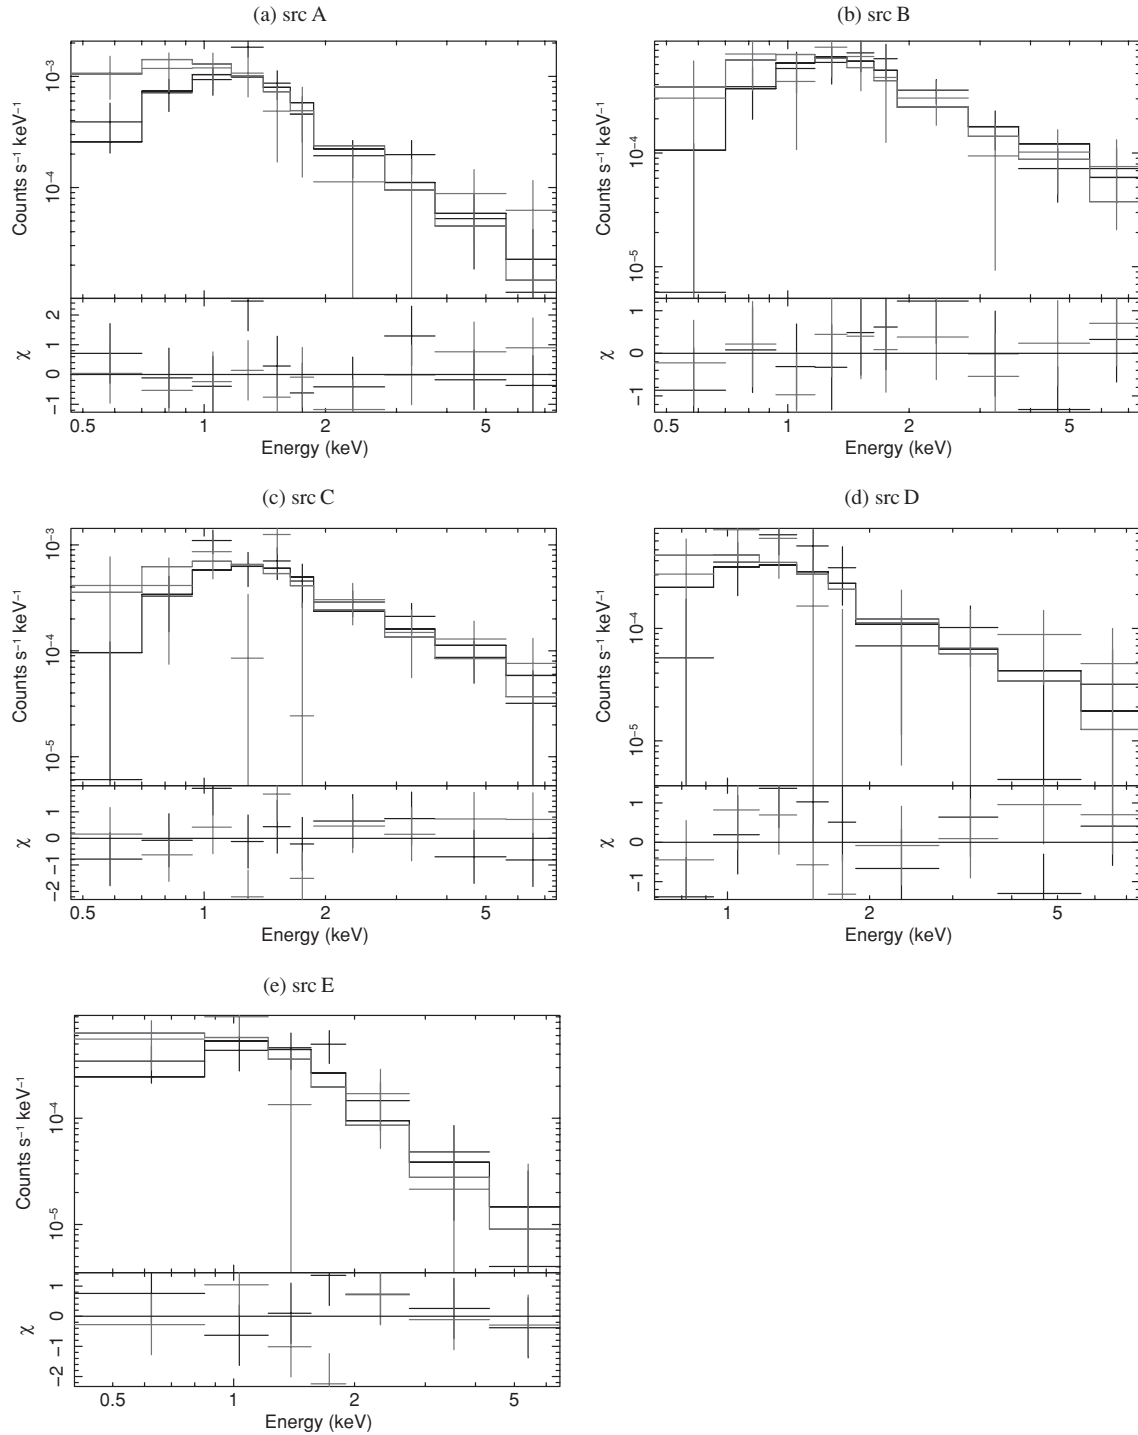 (a) src A
(b) src B
Counts s⁻¹ keV⁻¹
10⁻³
10⁻⁴
χ
2
1
0
−1
0.5 1 2 5
Energy (keV)
Counts s⁻¹ keV⁻¹
10⁻⁴
10⁻⁵
χ
1
0
−1
0.5 1 2 5
Energy (keV)
(c) src C
(d) src D
Counts s⁻¹ keV⁻¹
10⁻³
10⁻⁴
10⁻⁵
χ
1
0
−1
−2
0.5 1 2 5
Energy (keV)
Counts s⁻¹ keV⁻¹
10⁻⁴
10⁻⁵
χ
1
0
−1
1 2 5
Energy (keV)
(e) src E
Counts s⁻¹ keV⁻¹
10⁻⁴
10⁻⁵
χ
1
0
−1
−2
0.5 1 2 5
Energy (keV)